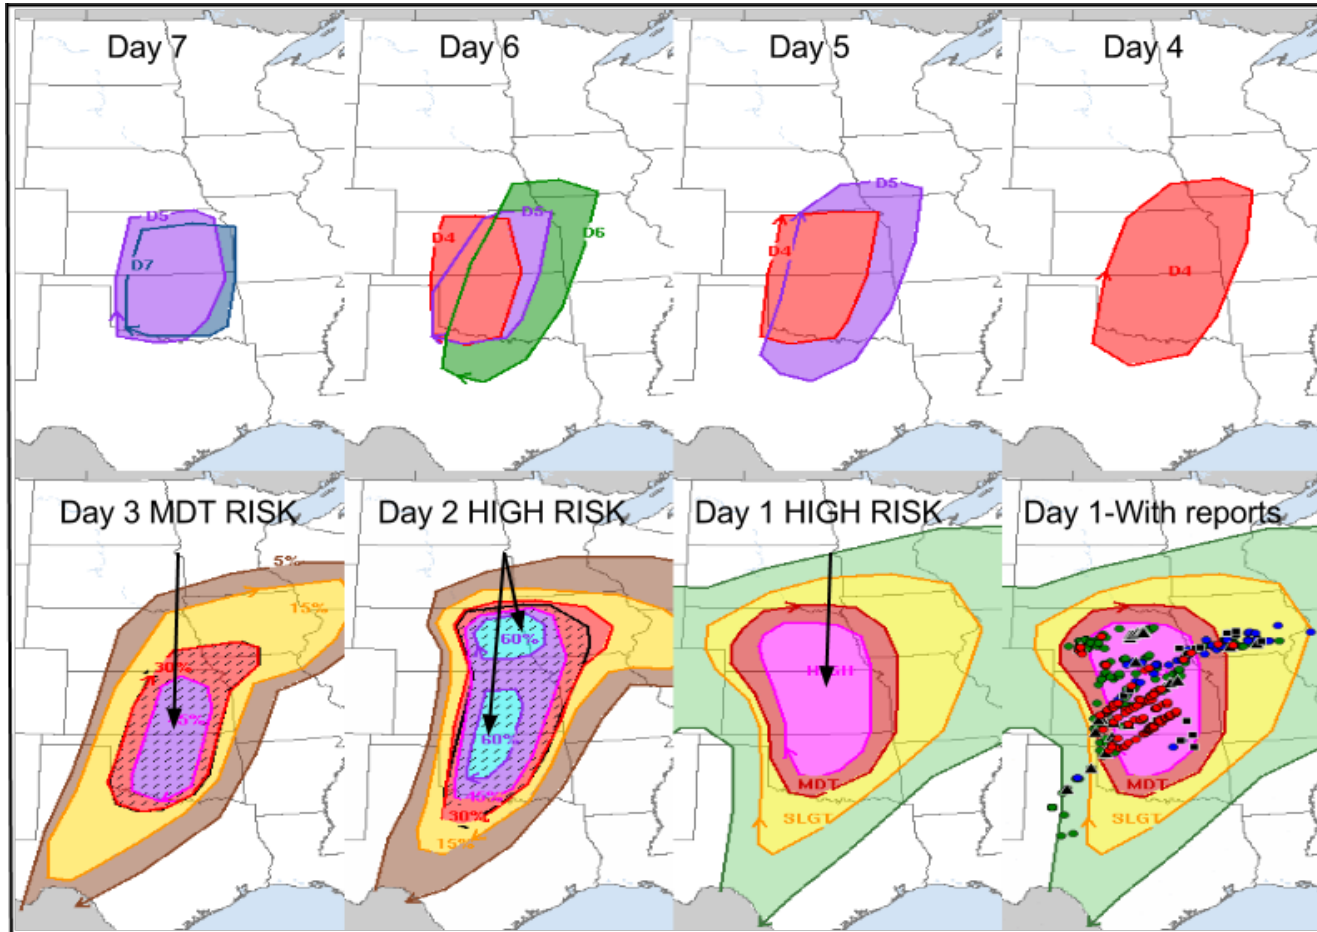 Day 7
Day 6
Day 5
Day 4
D5
D7
D4
D5
D6
D5
D4
D4
Day 3 MDT RISK
Day 2 HIGH RISK
Day 1 HIGH RISK
Day 1-With reports
5%
15%
30%
60%
60%
30%
15%
HIGH
MDT
SLGT
MDT
SLGT